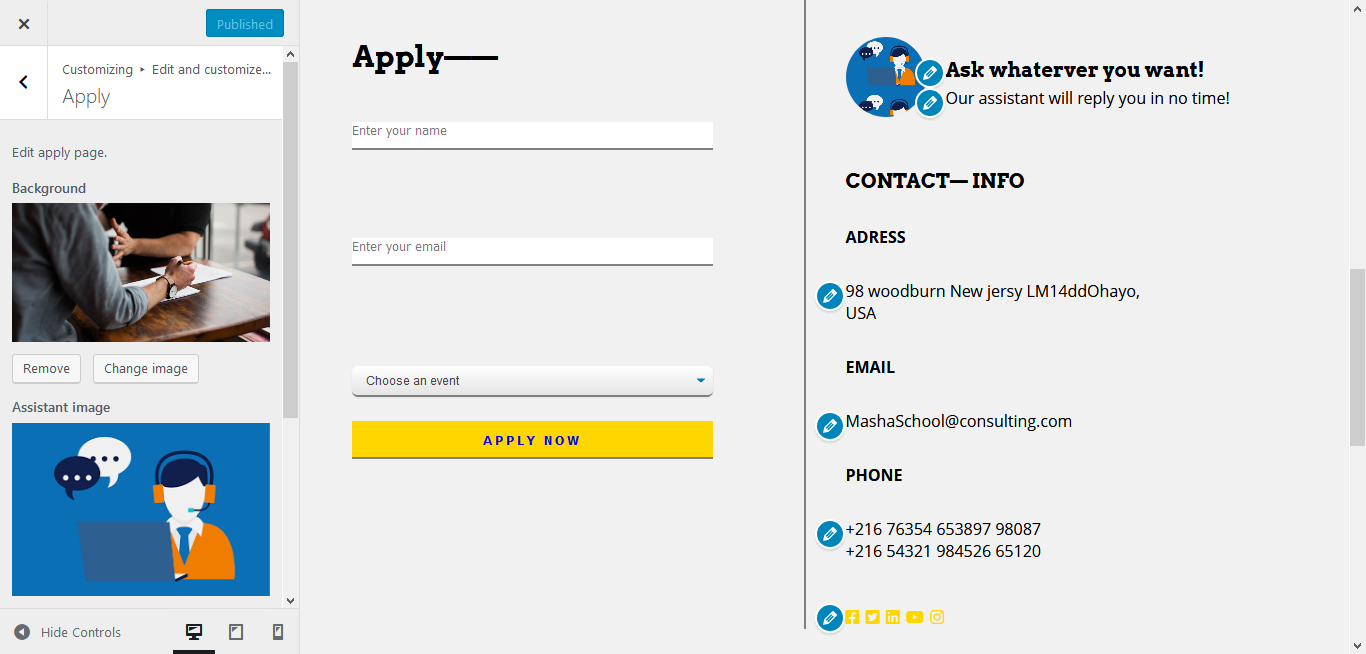 Published
Customizing ▸ Edit and customize...
Apply
Edit apply page.
Background
Remove
Change image
Assistant image
Hide Controls
Apply——
Enter your name
Enter your email
Choose an event
APPLY NOW
Ask whaterver you want!
Our assistant will reply you in no time!
CONTACT— INFO
ADRESS
98 woodburn New jersy LM14ddOhayo,
USA
EMAIL
MashaSchool@consulting.com
PHONE
+216 76354 653897 98087
+216 54321 984526 65120